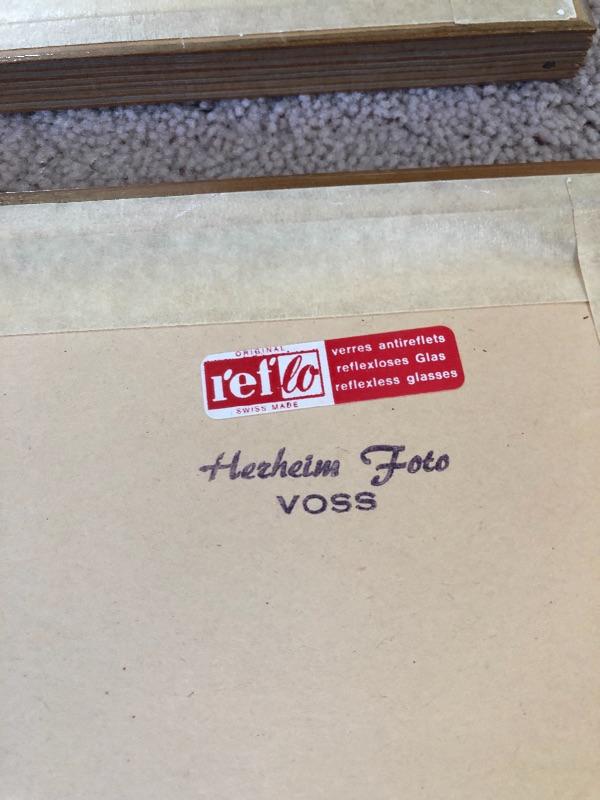 ORIGINAL
reflo
SWISS MADE
verres antireflets
reflexloses Glas
reflexless glasses
Herheim Foto
VOSS